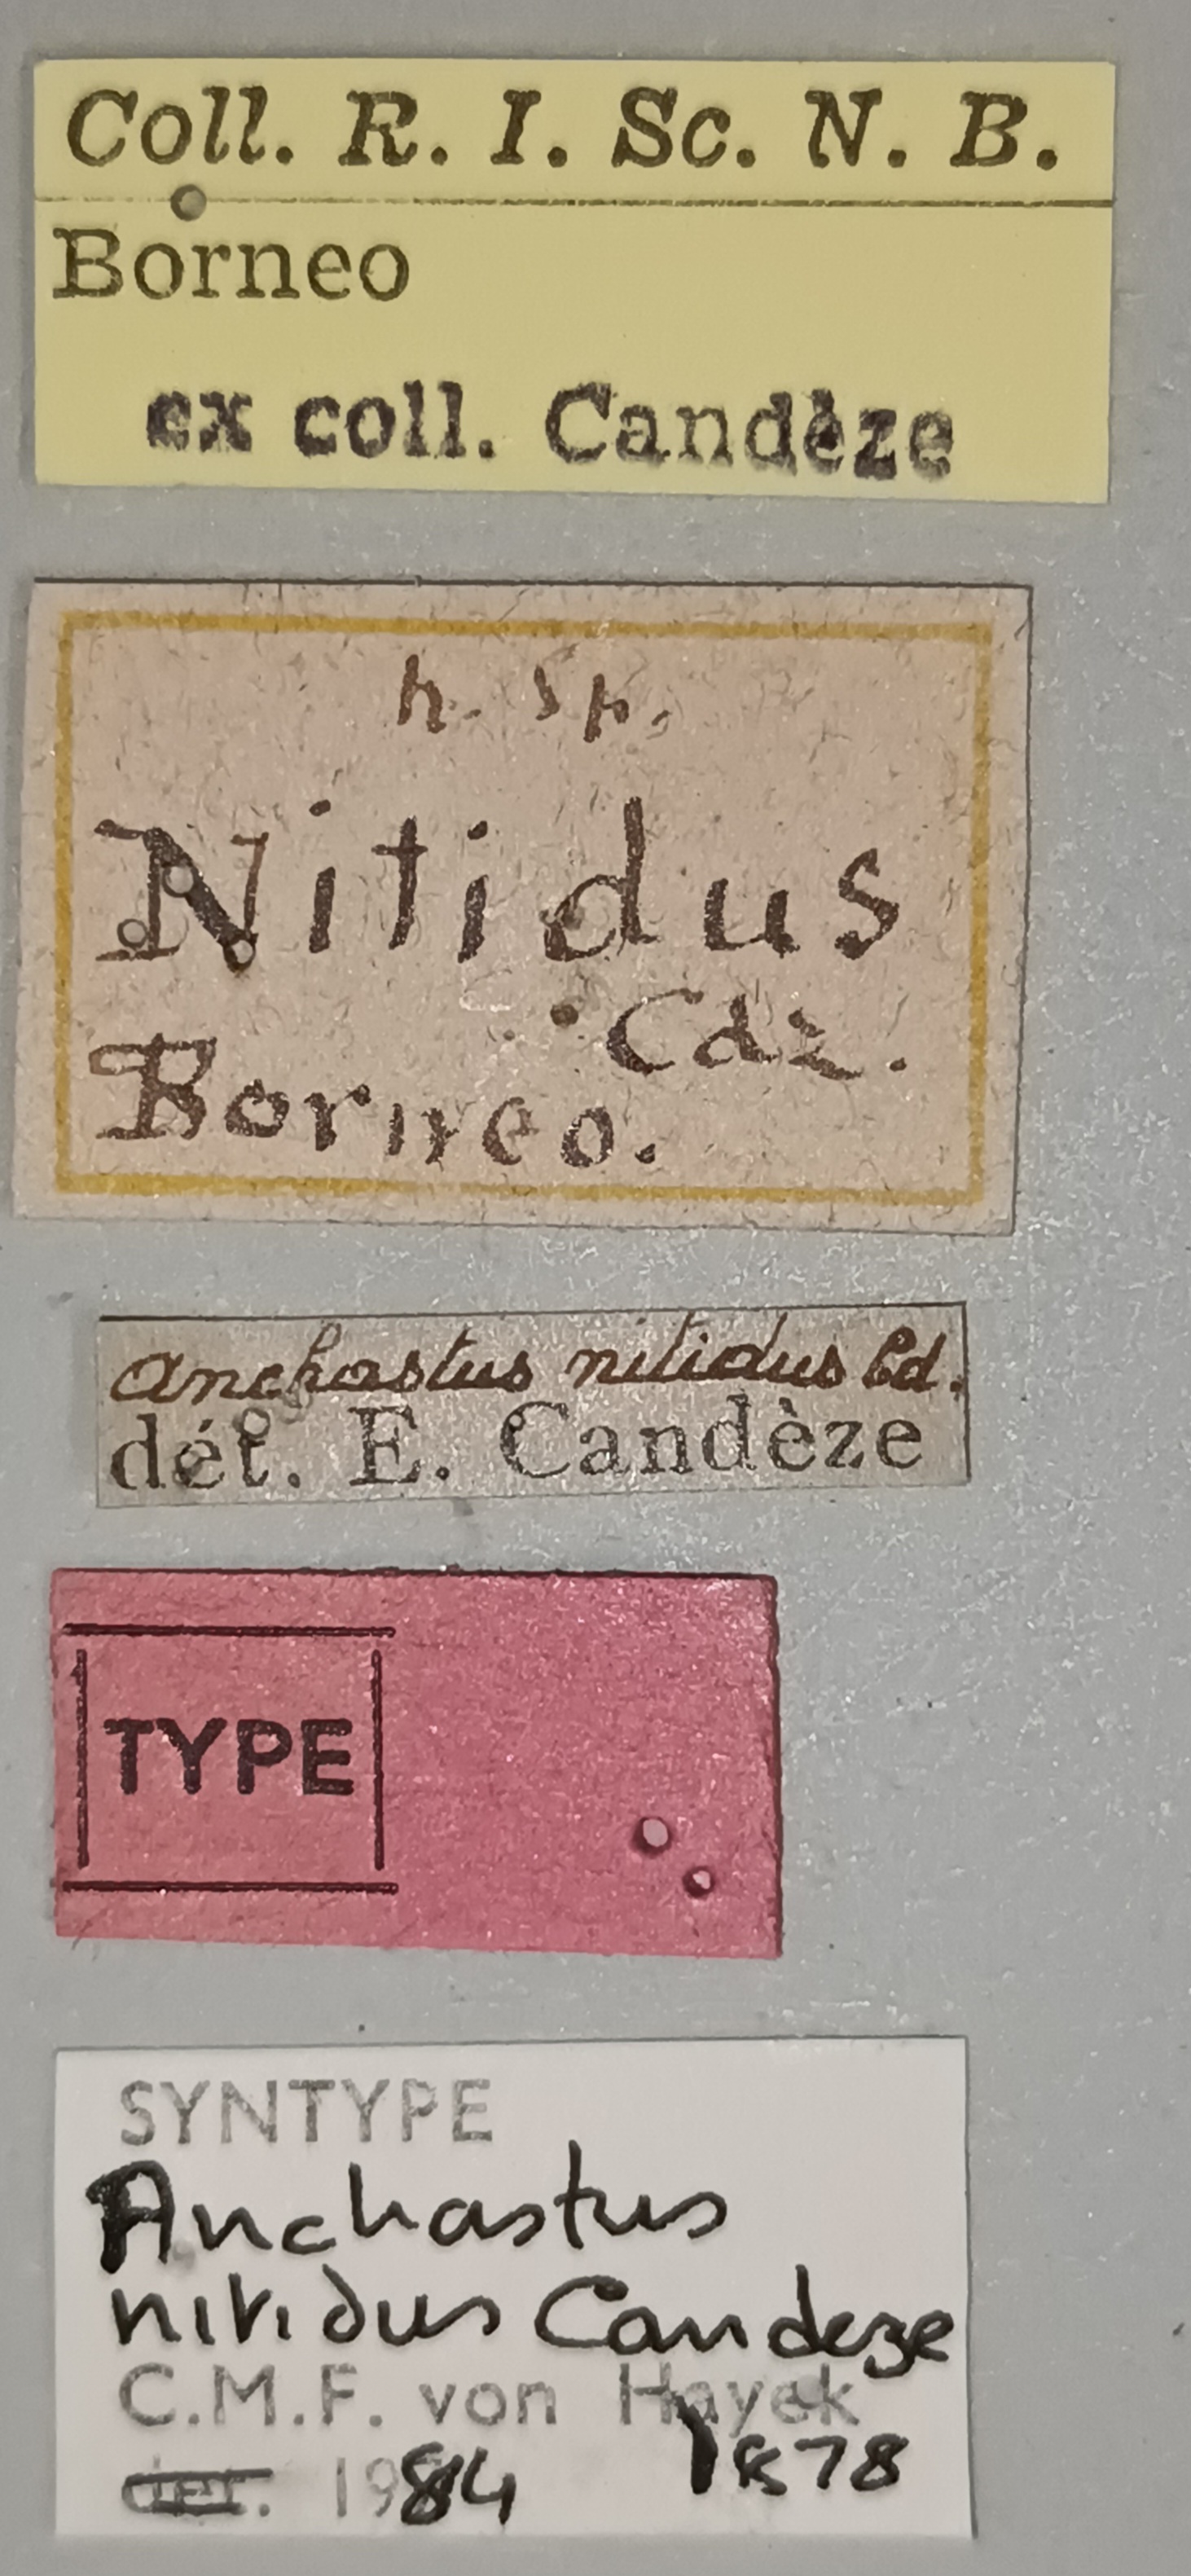 Coll. R. I. Sc. N. B.
Borneo
ex coll. Candèze
n. sp.
Nitidus
Cdz.
Borneo.
Anchastus nitidus Cd.
dét. E. Candèze
TYPE
SYNTYPE
Anchastus
nitidus Candeze
C.M.F. von Hayek
det. 1984 1878